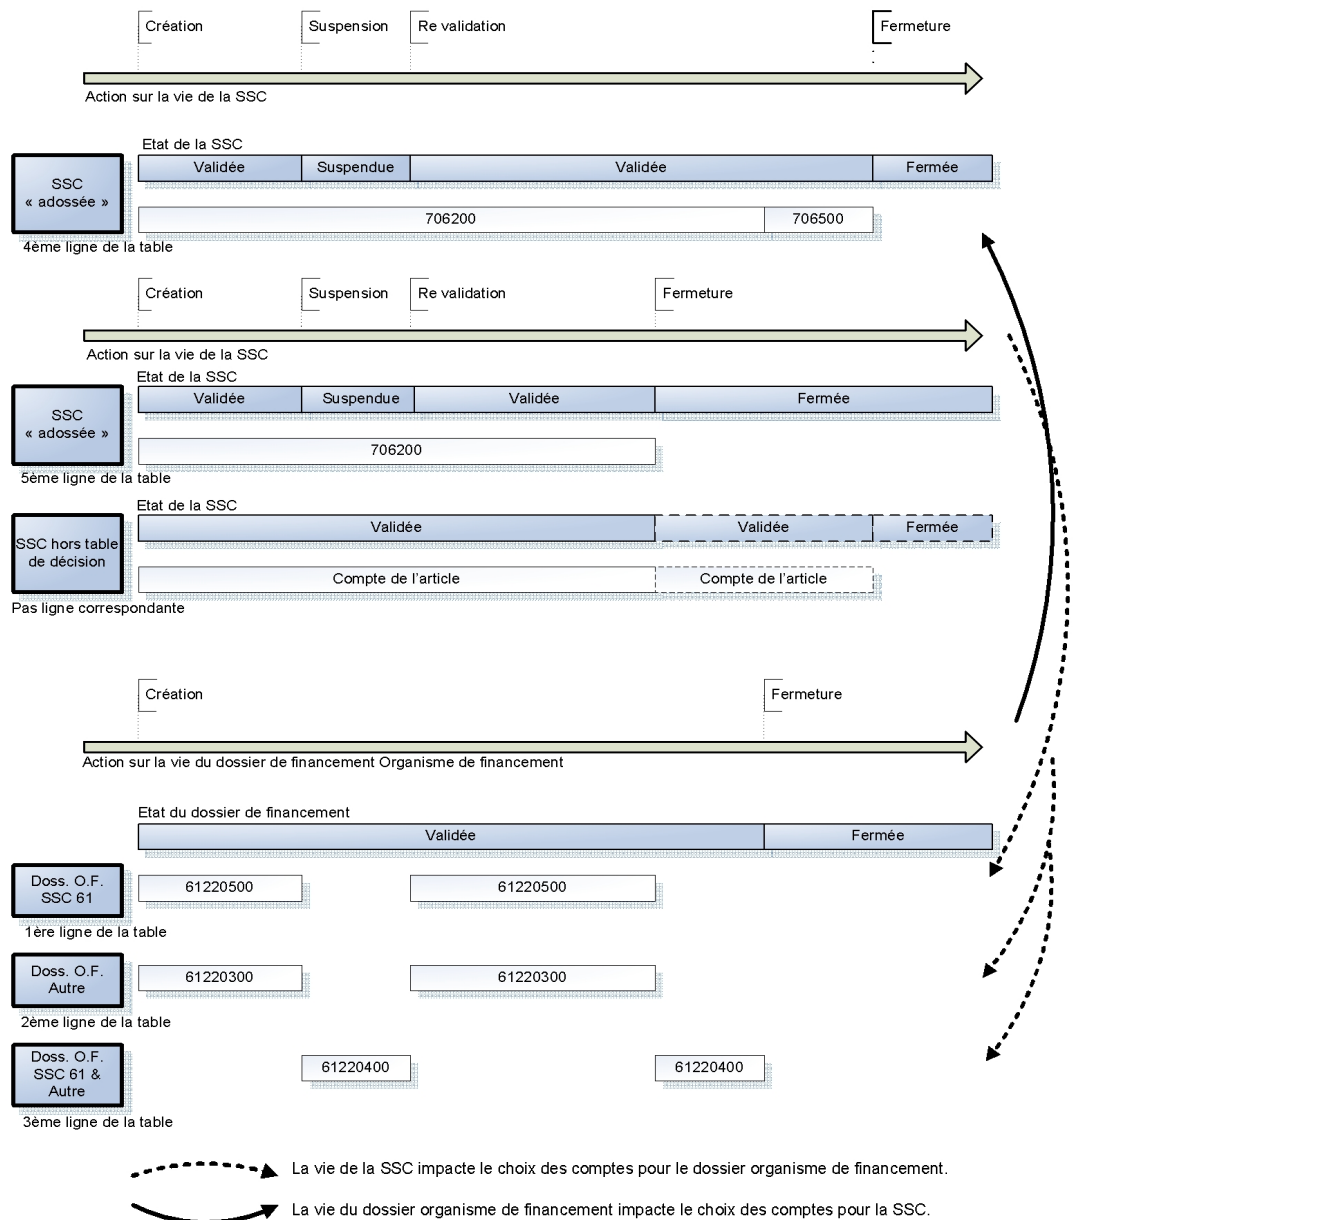 Création
Suspension
Re validation
Fermeture
Action sur la vie de la SSC
Etat de la SSC
Validée
Suspendue
Validée
Fermée
SSC
« adossée »
706200
706500
4ème ligne de la table
Création
Suspension
Re validation
Fermeture
Action sur la vie de la SSC
Etat de la SSC
Validée
Suspendue
Validée
Fermée
SSC
« adossée »
706200
5ème ligne de la table
Etat de la SSC
Validée
Validée
Fermée
SSC hors table
de décision
Compte de l'article
Compte de l'article
Pas ligne correspondante
Création
Fermeture
Action sur la vie du dossier de financement Organisme de financement
Etat du dossier de financement
Validée
Fermée
Doss. O.F.
SSC 61
61220500
61220500
1ère ligne de la table
Doss. O.F.
Autre
61220300
61220300
2ème ligne de la table
Doss. O.F.
SSC 61 &
Autre
61220400
61220400
3ème ligne de la table
La vie de la SSC impacte le choix des comptes pour le dossier organisme de financement.
La vie du dossier organisme de financement impacte le choix des comptes pour la SSC.